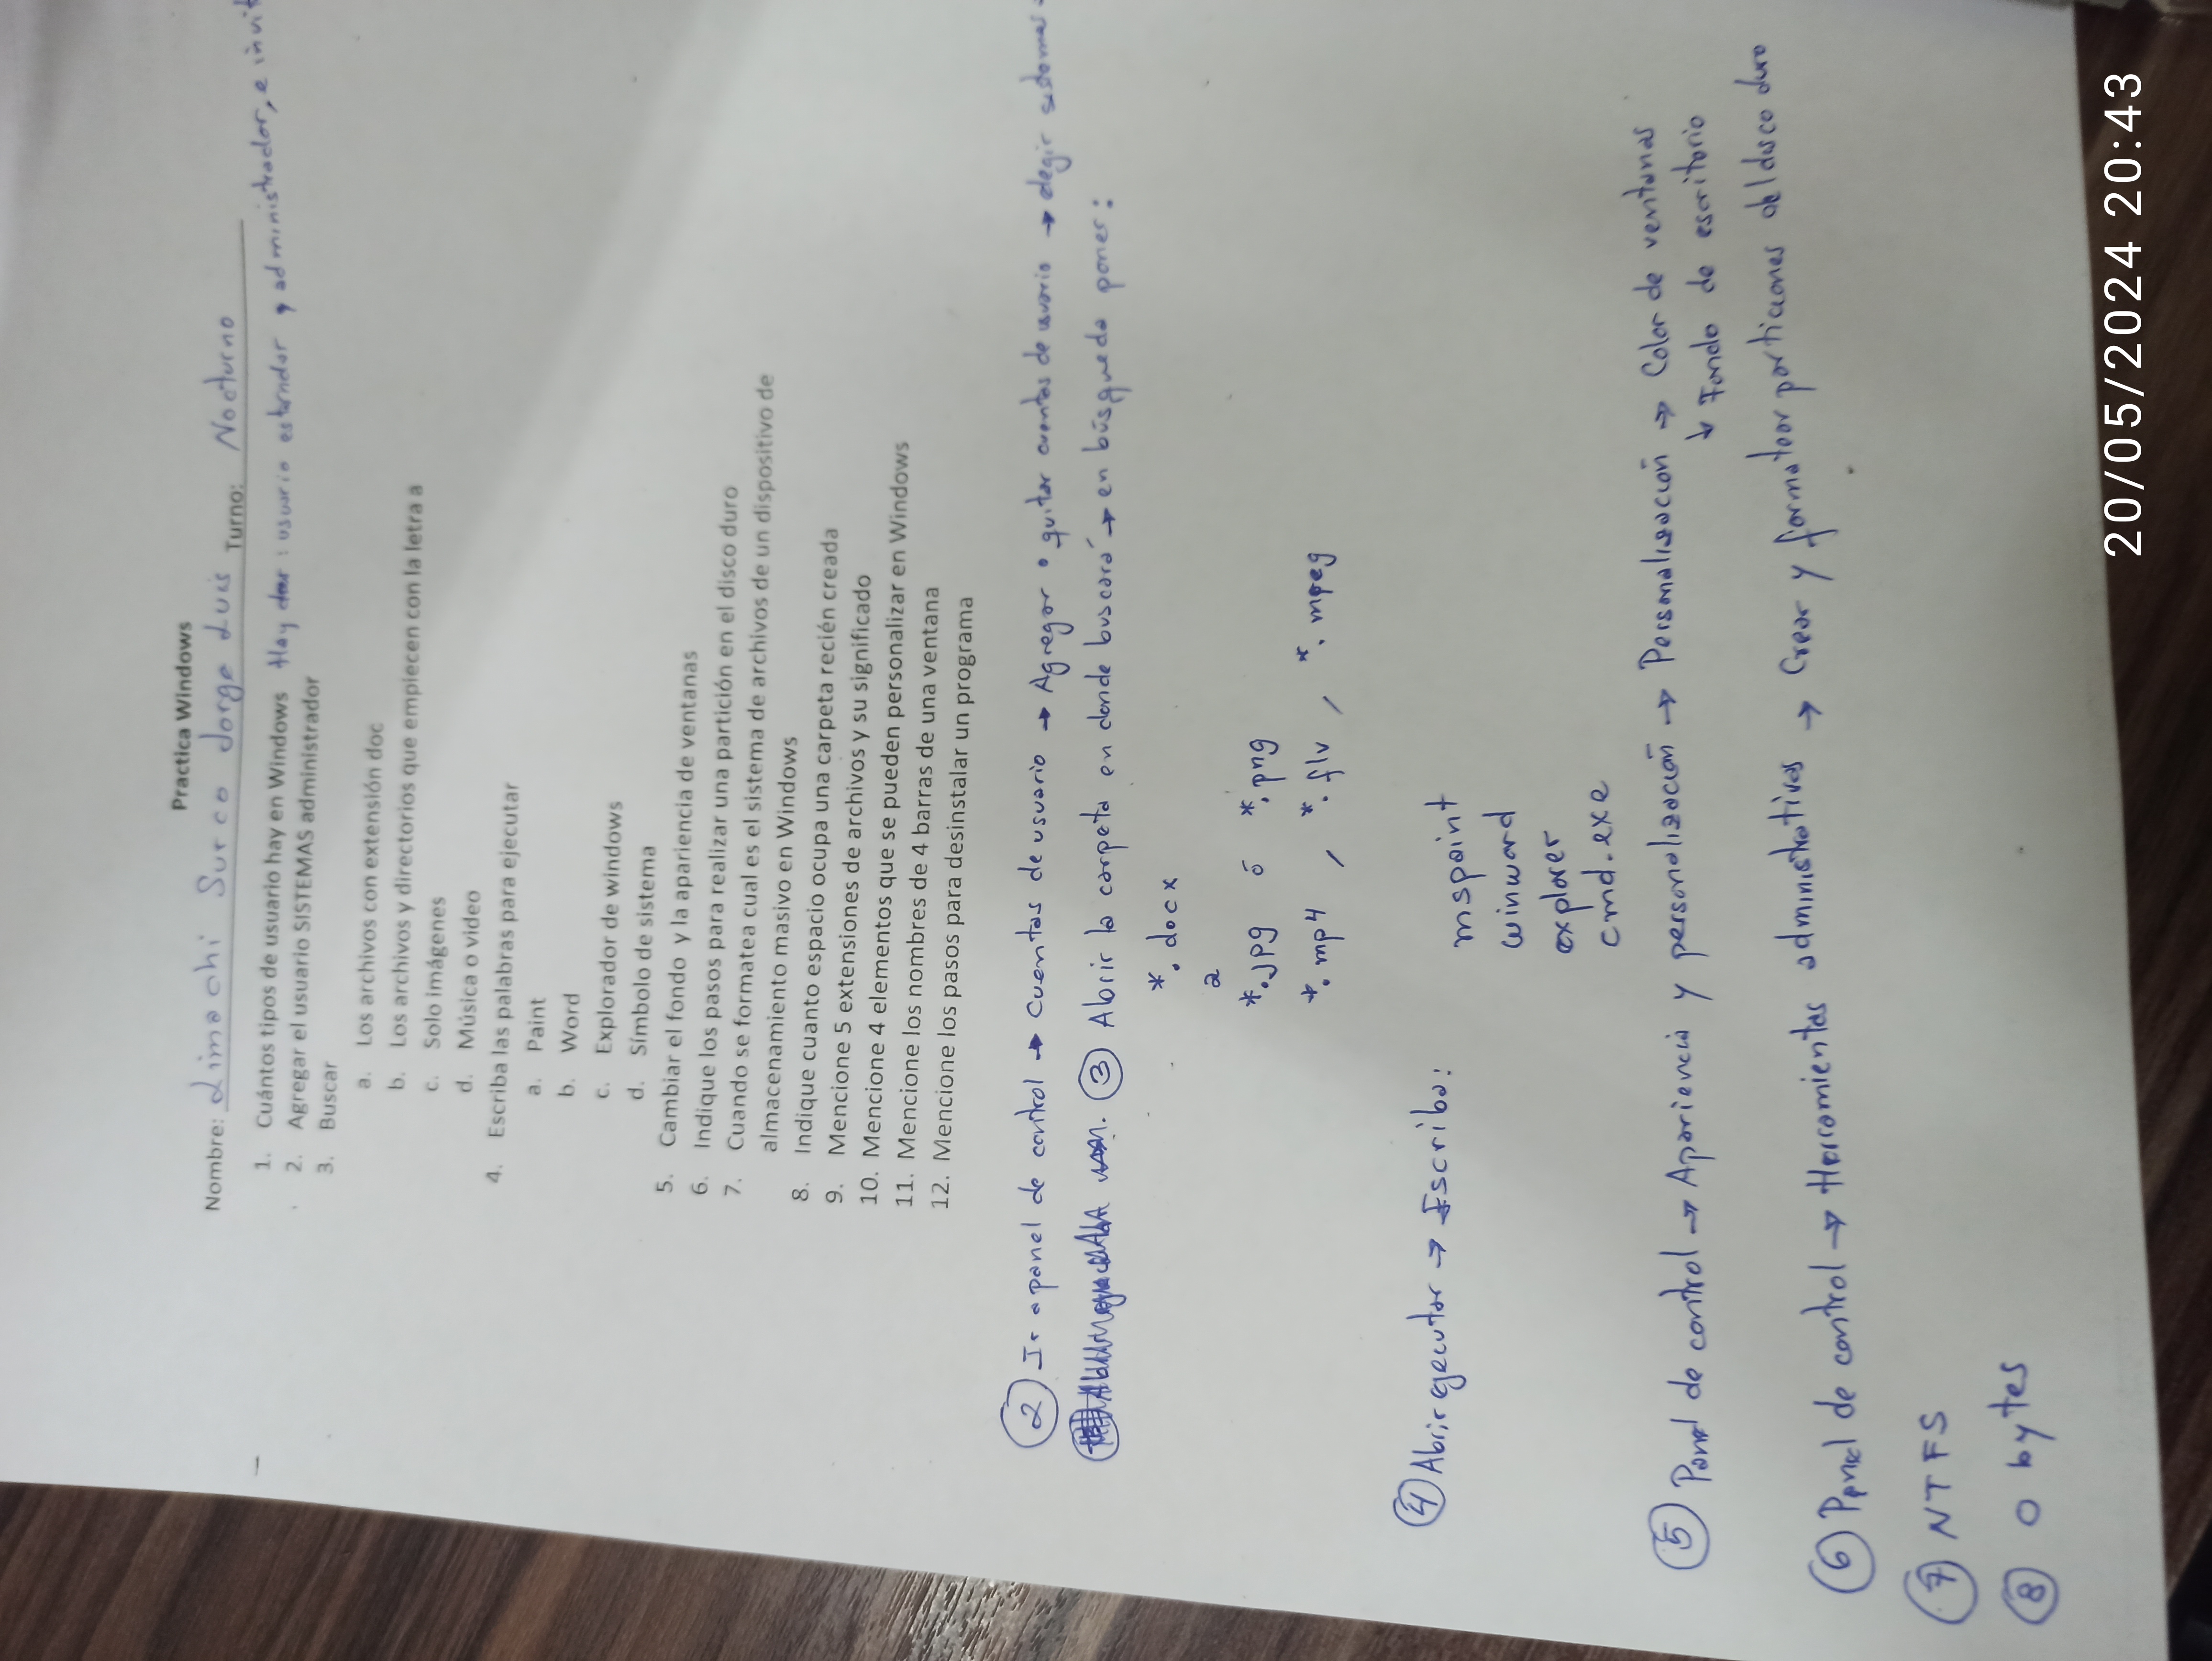 Practica Windows
Nombre: Limachi Surco Jorge Luis Turno: Nocturno
1. Cuántos tipos de usuario hay en Windows Hay : usuario estandar y administrador, e invit
2. Agregar el usuario SISTEMAS administrador
3. Buscar
a. Los archivos con extensión doc
b. Los archivos y directorios que empiecen con la letra a
c. Solo imágenes
d. Música o video
4. Escriba las palabras para ejecutar
a. Paint
b. Word
c. Explorador de windows
d. Símbolo de sistema
5. Cambiar el fondo y la apariencia de ventanas
6. Indique los pasos para realizar una partición en el disco duro
7. Cuando se formatea cual es el sistema de archivos de un dispositivo de
almacenamiento masivo en Windows
8. Indique cuanto espacio ocupa una carpeta recién creada
9. Mencione 5 extensiones de archivos y su significado
10. Mencione 4 elementos que se pueden personalizar en Windows
11. Mencione los nombres de 4 barras de una ventana
12. Mencione los pasos para desinstalar un programa
2 Ir a panel de control → Cuentas de usuario → Agregar o quitar cuentas de usuario → elegir sistemas
3 Abrir la carpeta en donde buscará → en búsqueda poner:
*. docx
a
*.jpg ó *.png
*. mp4 , *. flv , *. mpeg
4 Abrir ejecutar → Escriba:
mspaint
winword
explorer
cmd.exe
5 Panel de control → Apariencia y personalización → Personalización → Color de ventanas
↓ Fondo de escritorio
6 Panel de control → Herramientas administrativas → Crear y formatear particiones del disco duro
7 NTFS
8 0 bytes
20/05/2024 20:43